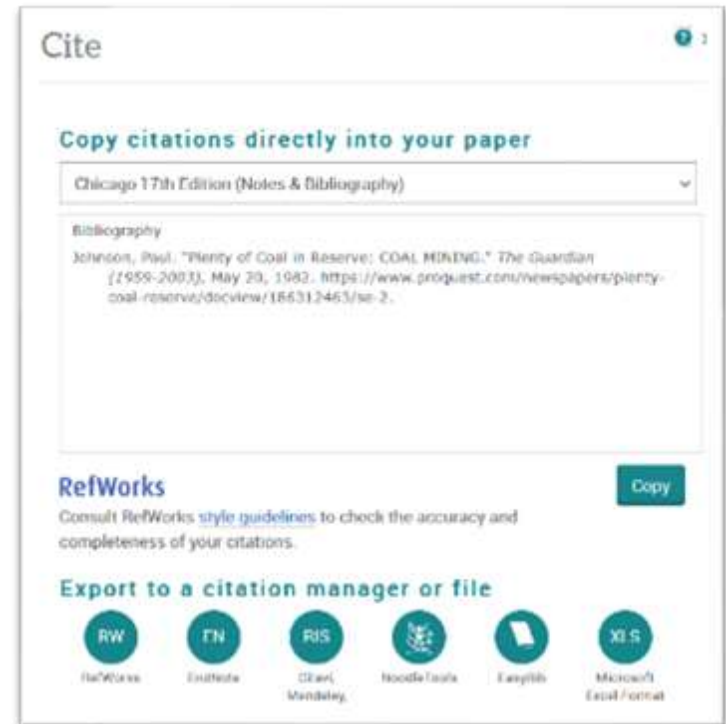 Cite
?
Copy citations directly into your paper
Chicago 17th Edition (Notes & Bibliography)
Bibliography
Johnson, Paul. "Plenty of Coal in Reserve: COAL MINING." The Guardian
(1959-2003), May 20, 1982. https://www.proquest.com/newspapers/plenty-
coal-reserve/docview/186312463/se-2.
RefWorks
Copy
Consult RefWorks style guidelines to check the accuracy and
completeness of your citations.
Export to a citation manager or file
RW EN RIS XLS
RefWorks EndNote Citavi, NoodleTools EasyBib Microsoft
Mendeley, Excel Format